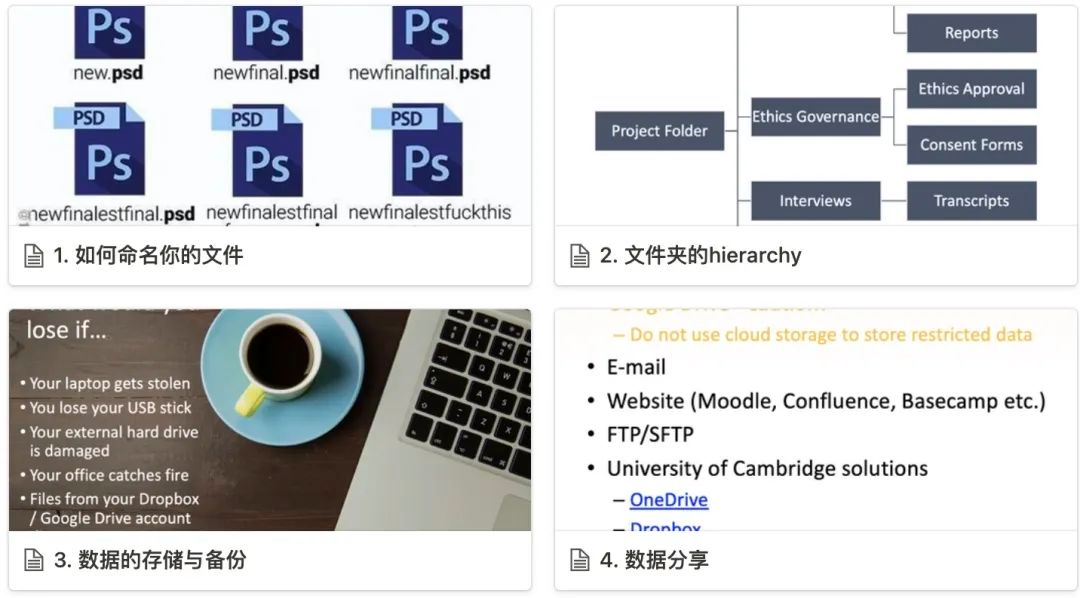 Ps
Ps
Ps
new.psd
newfinal.psd
newfinalfinal.psd
PSD
PSD
PSD
Ps
Ps
Ps
newfinalestfinal.psd
newfinalestfinal
newfinalestfuckthis
1. 如何命名你的文件
Reports
Ethics Approval
Project Folder
Ethics Governance
Consent Forms
Interviews
Transcripts
2. 文件夹的hierarchy
lose if...
• Your laptop gets stolen
• You lose your USB stick
• Your external hard drive
is damaged
• Your office catches fire
• Files from your Dropbox
/ Google Drive account
3. 数据的存储与备份
– Do not use cloud storage to store restricted data
• E-mail
• Website (Moodle, Confluence, Basecamp etc.)
• FTP/SFTP
• University of Cambridge solutions
– OneDrive
– Dropbox
4. 数据分享